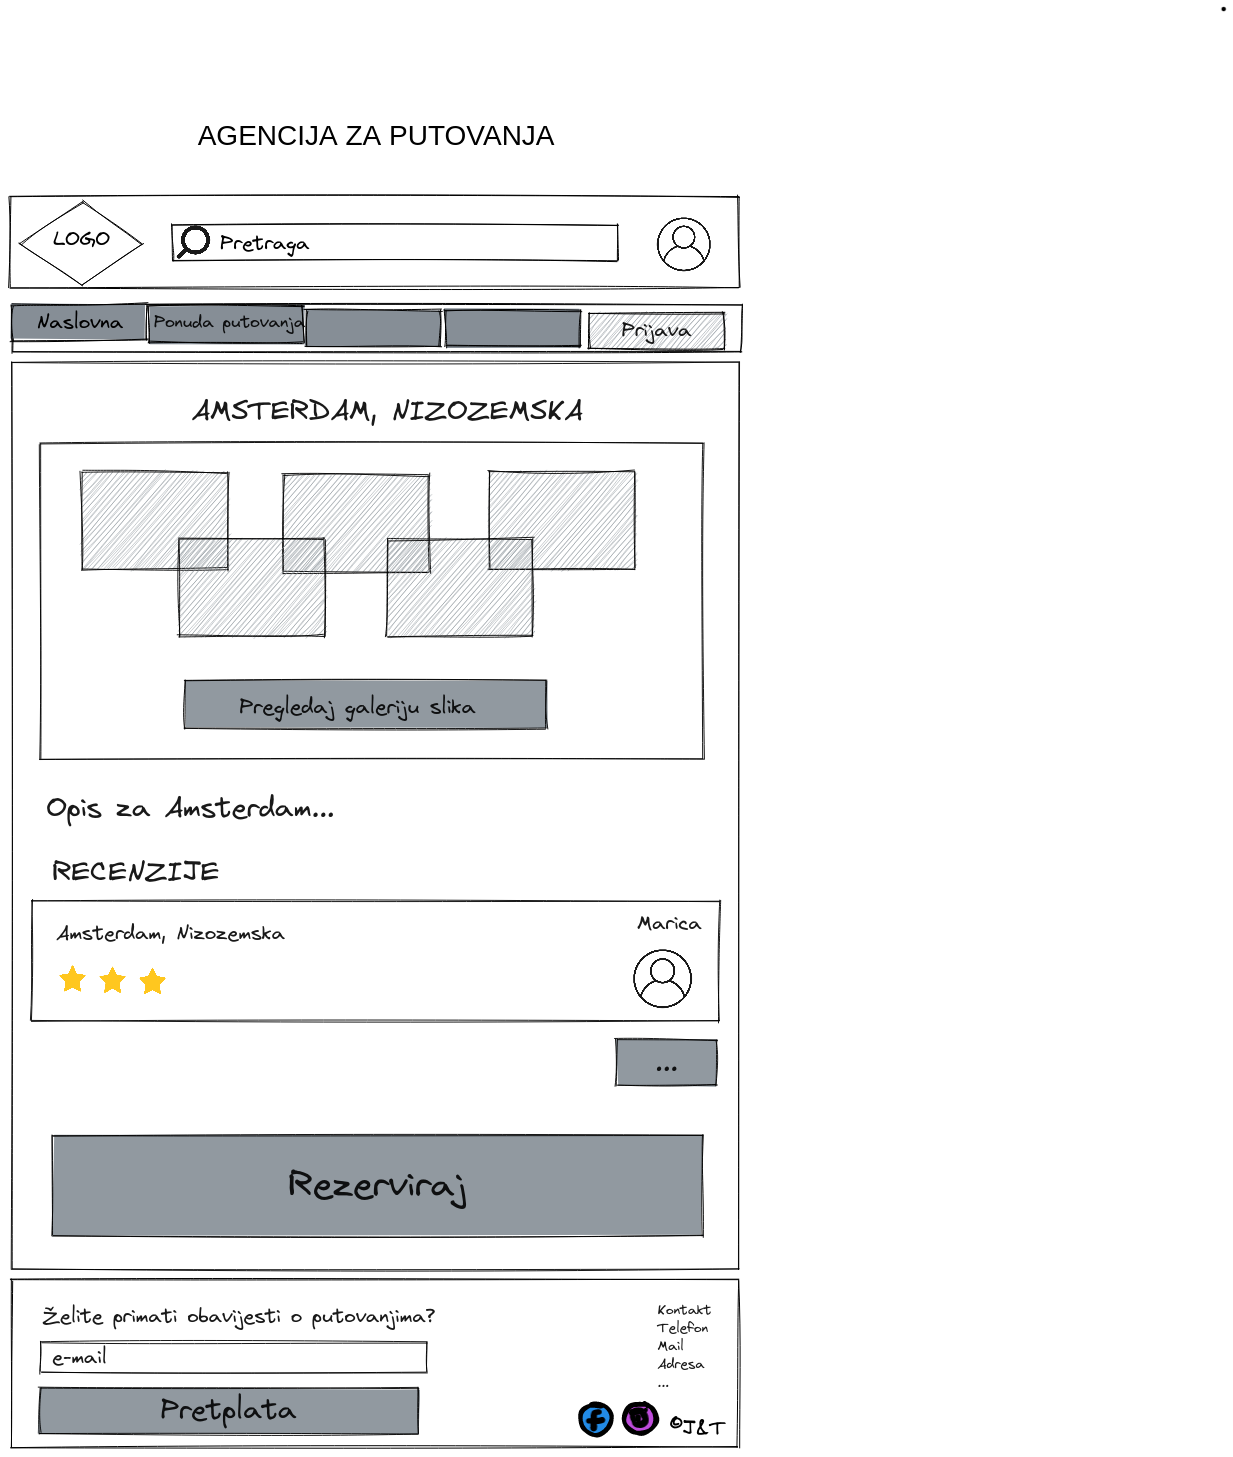 AGENCIJA ZA PUTOVANJA
LOGO
Pretraga
Naslovna
Ponuda putovanja
Prijava
AMSTERDAM, NIZOZEMSKA
Pregledaj galeriju slika
Opis za Amsterdam...
RECENZIJE
Amsterdam, Nizozemska
Marica
...
Rezerviraj
Želite primati obavijesti o putovanjima?
e-mail
Pretplata
Kontakt
Telefon
Mail
Adresa
...
©J&T